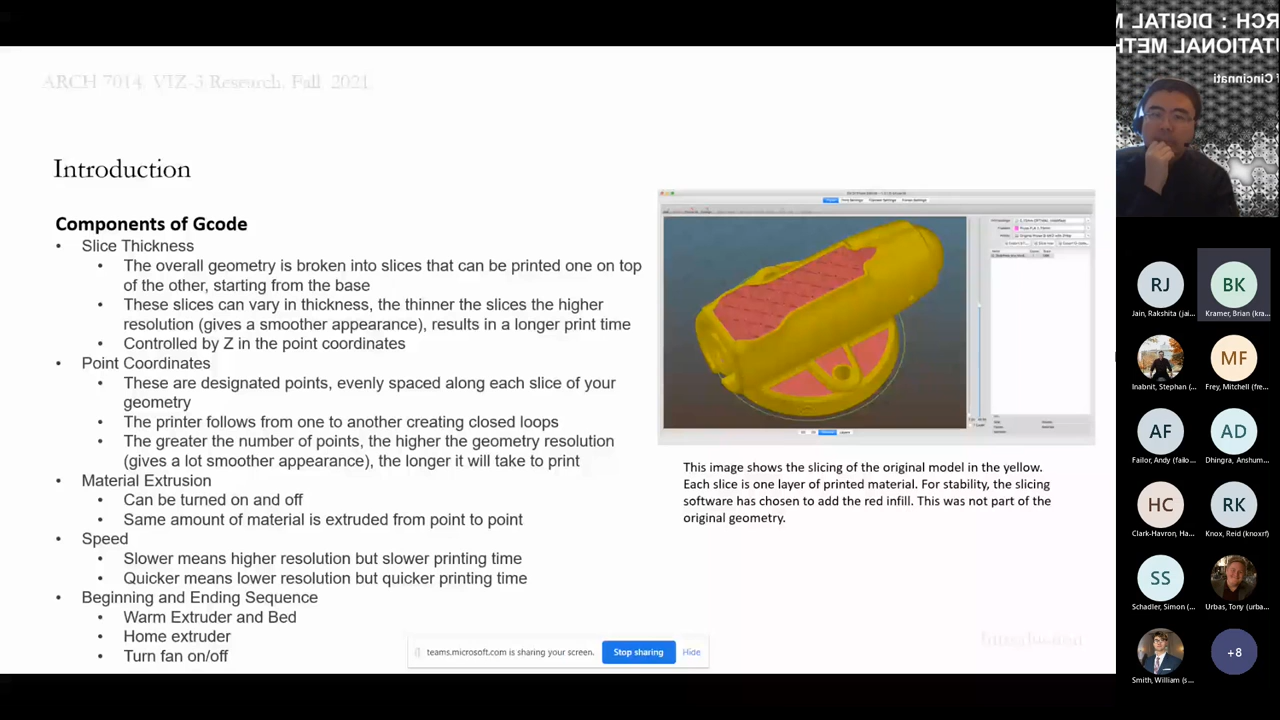 ARCH 7014. VIZ-3 Research. Fall 2021
Introduction
Components of Gcode
• Slice Thickness
• The overall geometry is broken into slices that can be printed one on top
of the other, starting from the base
• These slices can vary in thickness, the thinner the slices the higher
resolution (gives a smoother appearance), results in a longer print time
• Controlled by Z in the point coordinates
• Point Coordinates
• These are designated points, evenly spaced along each slice of your
geometry
• The printer follows from one to another creating closed loops
• The greater the number of points, the higher the geometry resolution
(gives a lot smoother appearance), the longer it will take to print
• Material Extrusion
• Can be turned on and off
• Same amount of material is extruded from point to point
• Speed
• Slower means higher resolution but slower printing time
• Quicker means lower resolution but quicker printing time
• Beginning and Ending Sequence
• Warm Extruder and Bed
• Home extruder
• Turn fan on/off
This image shows the slicing of the original model in the yellow.
Each slice is one layer of printed material. For stability, the slicing
software has chosen to add the red infill. This was not part of the
original geometry.
teams.microsoft.com is sharing your screen.
Stop sharing
Hide
RCH : DIGITAL
TATIONAL METH
Cincinnati
RJ
Jain, Rakshita (jai...
BK
Kramer, Brian (kra...
Inabnit, Stephan (...
MF
Frey, Mitchell (fre...
AF
Failor, Andy (failo...
AD
Dhingra, Anshum...
HC
Clark-Havron, Ha...
RK
Knox, Reid (knoxrf)
SS
Schadler, Simon (...
Urbas, Tony (urba...
Smith, William (s...
+8